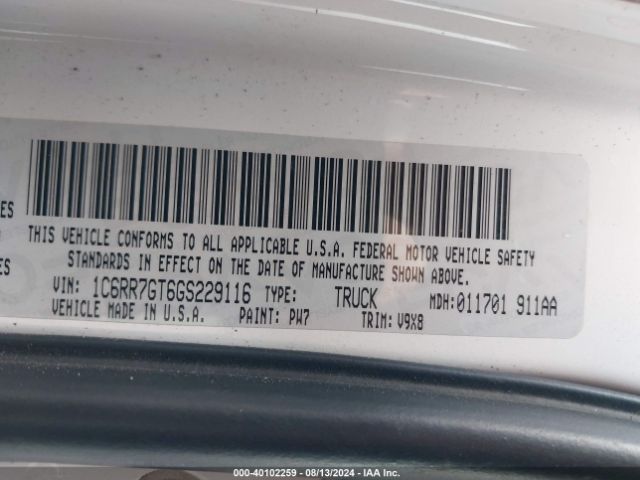 ES
THIS VEHICLE CONFORMS TO ALL APPLICABLE U.S.A. FEDERAL MOTOR VEHICLE SAFETY
STANDARDS IN EFFECT ON THE DATE OF MANUFACTURE SHOWN ABOVE.
ES
VIN: 1C6RR7GT6GS229116 TYPE: TRUCK MDH:011701 911AA
VEHICLE MADE IN U.S.A. PAINT: PW7 TRIM: V9X8
000-40102259 - 08/13/2024 - IAA Inc.